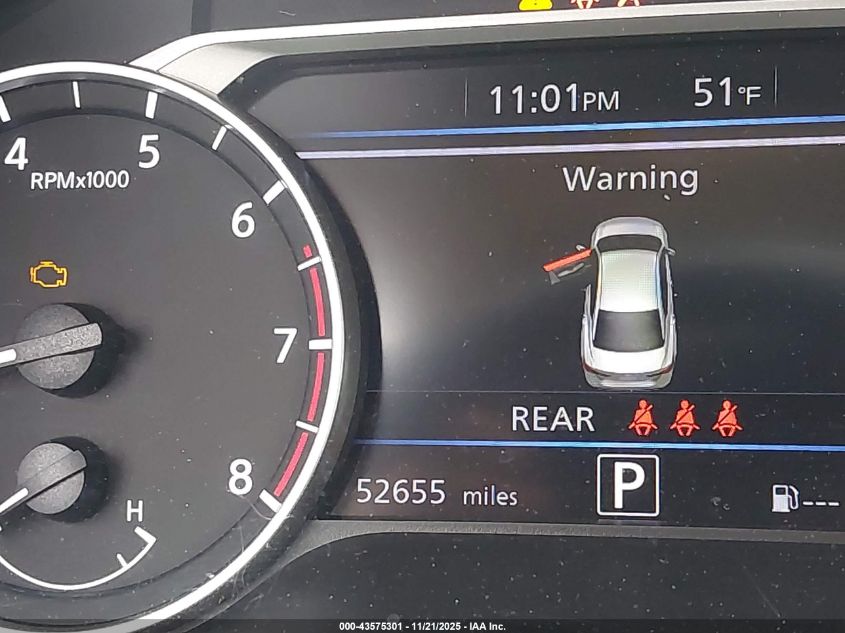 11:01PM 51°F
Warning
4 5 6 7 8
RPMx1000
REAR
P
52655 miles
---
H
000-43575301 - 11/21/2025 - IAA Inc.